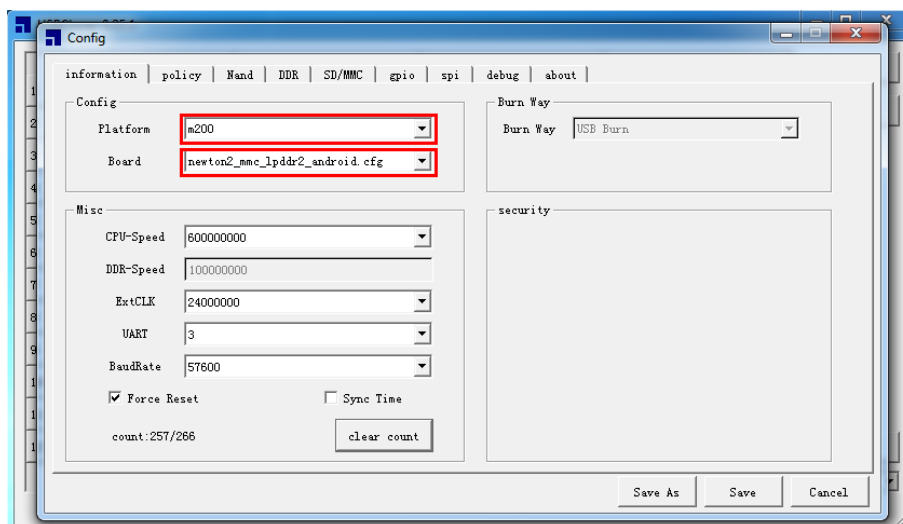 Config
information policy Nand DDR SD/MMC gpio spi debug about
Config
Platform m200
Board newton2_mmc_lpddr2_android.cfg
Burn Way
Burn Way USB Burn
Misc
CPU-Speed 600000000
DDR-Speed 100000000
ExtCLK 24000000
UART 3
BaudRate 57600
Force Reset Sync Time
count:257/266 clear count
security
Save As Save Cancel